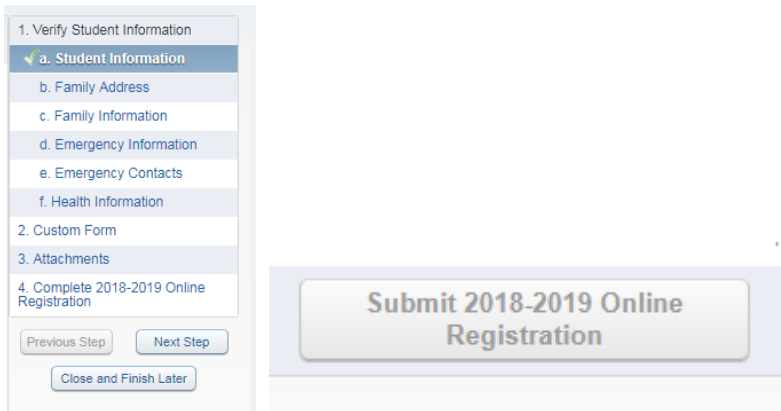 1. Verify Student Information
a. Student Information
b. Family Address
c. Family Information
d. Emergency Information
e. Emergency Contacts
f. Health Information
2. Custom Form
3. Attachments
4. Complete 2018-2019 Online
Registration
Previous Step Next Step
Close and Finish Later
Submit 2018-2019 Online
Registration